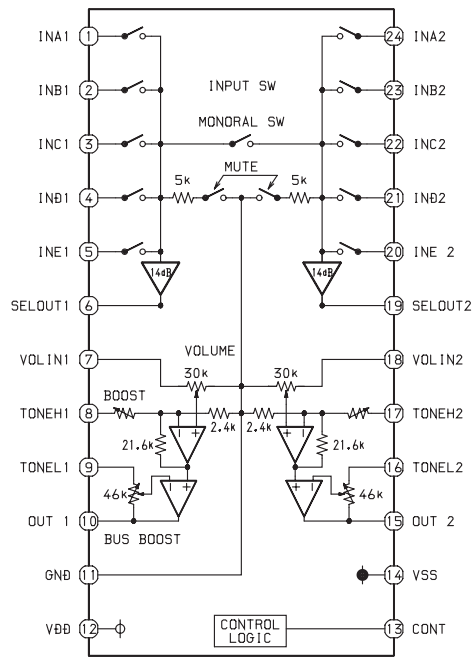 INA1 1 24 INA2
INB1 2 23 INB2
INPUT SW
MONORAL SW
INC1 3 22 INC2
MUTE
5k 5k
IND1 4 21 IND2
INE1 5 20 INE 2
14dB 14dB
SELOUT1 6 19 SELOUT2
VOLUME
VOLIN1 7 18 VOLIN2
30k 30k
BOOST
TONEH1 8 17 TONEH2
2.4k 2.4k
- + + -
21.6k 21.6k
TONEL1 9 16 TONEL2
- + + -
46k 46k
OUT 1 10 15 OUT 2
BUS BOOST
GND 11 14 VSS
VDD 12 13 CONT
CONTROL
LOGIC